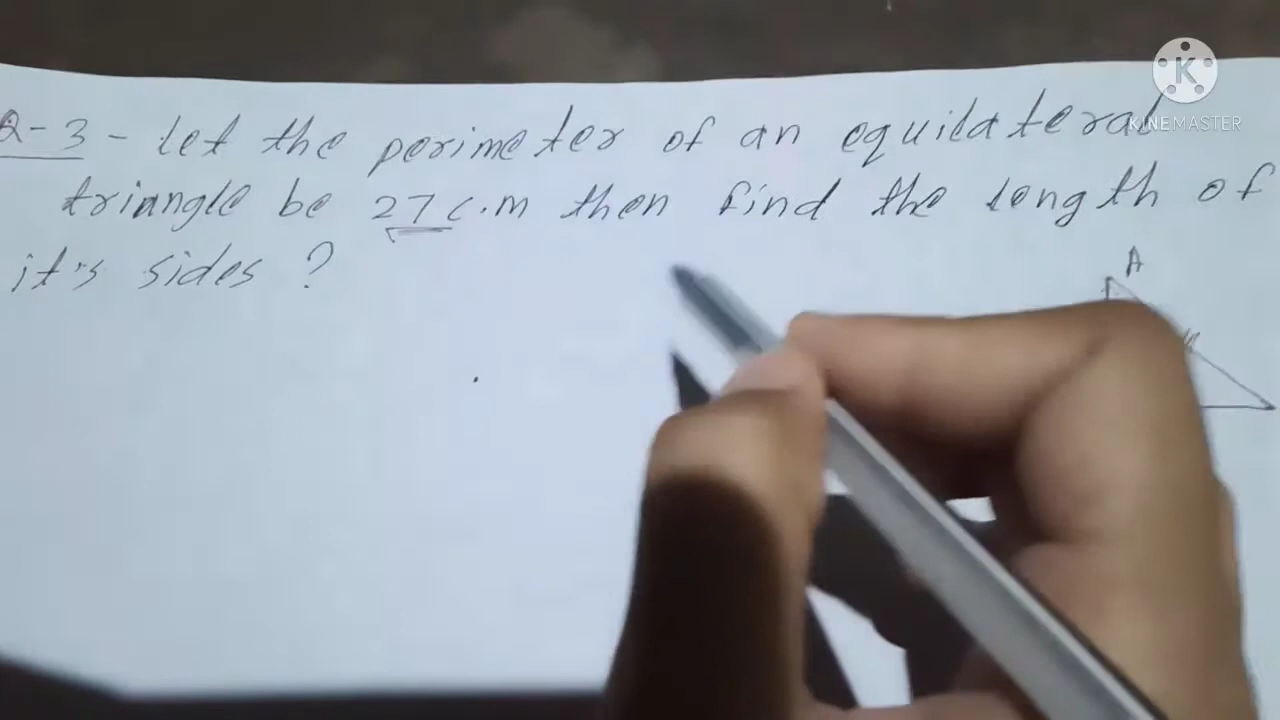 Q-3 - let the perimeter of an equilateral
triangle be 27 c.m then find the length of
it's sides ?
A
K
KINEMASTER